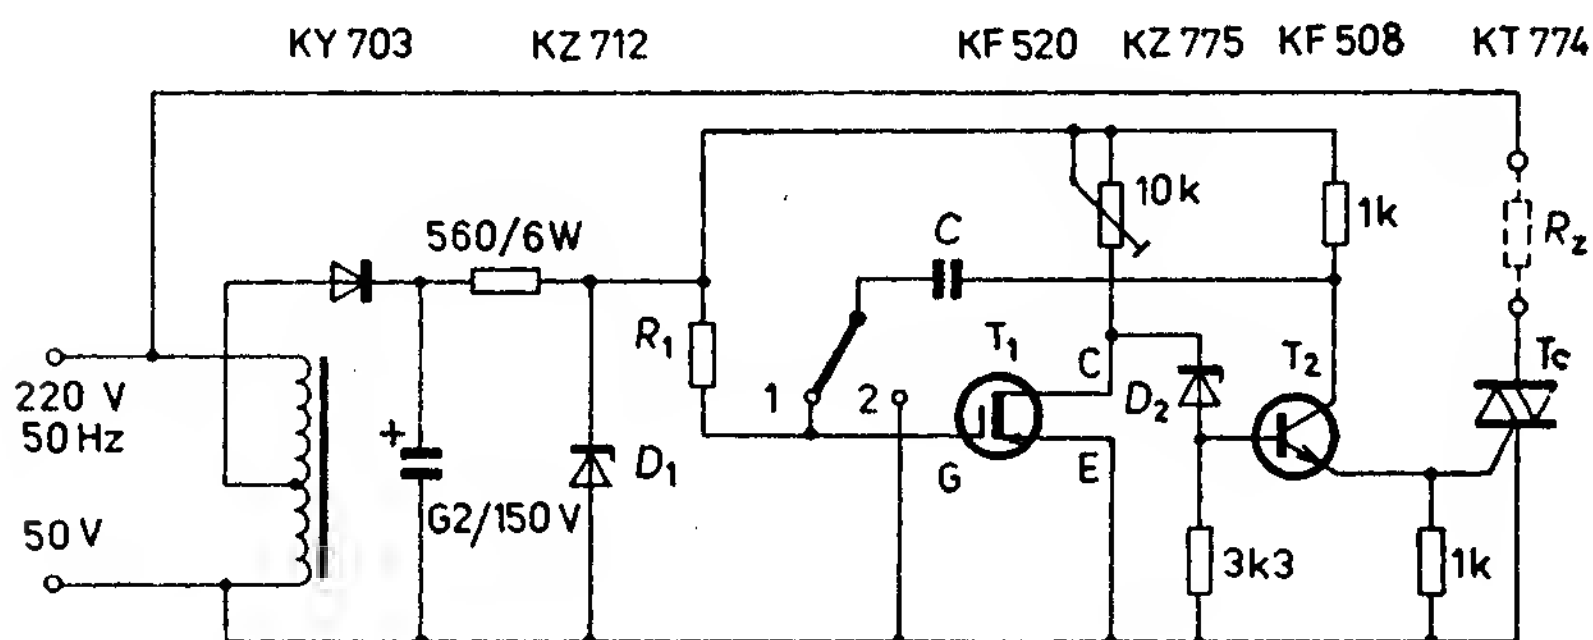 KY 703 KZ 712 KF 520 KZ 775 KF 508 KT 774
10k
1k
R₂
560/6W
C
R₁
T₁
C
D₂
T₂
Tc
220 V
50 Hz
1
2
+
D₁
G
E
G2/150 V
50 V
3k3
1k